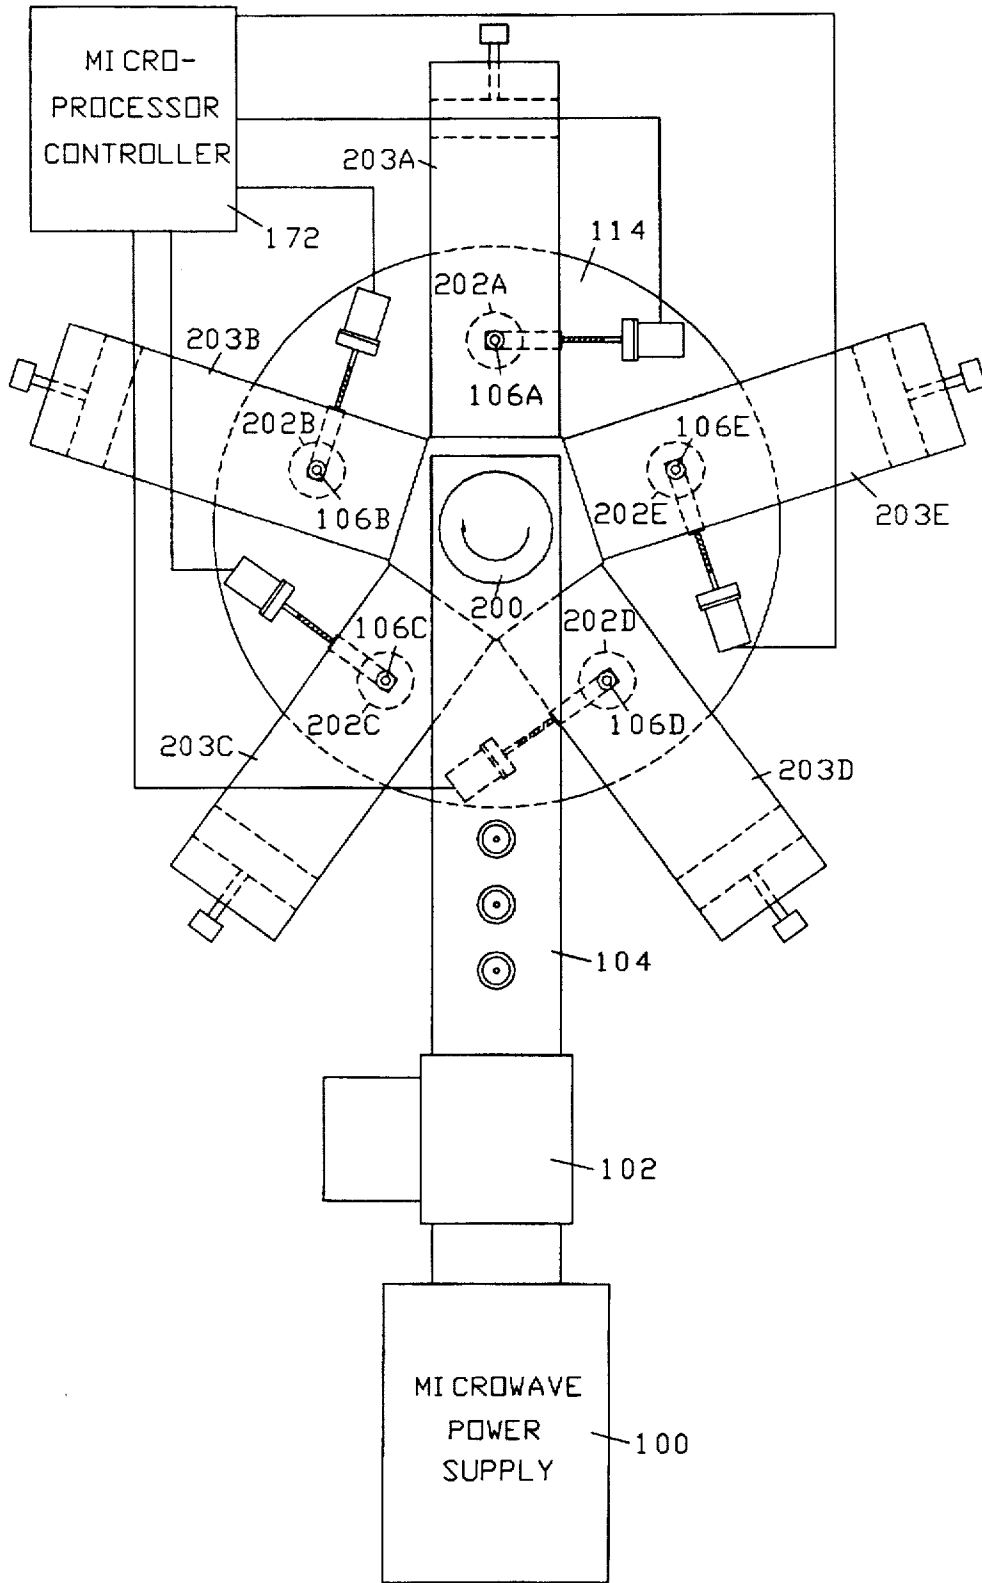 MICRO-
PROCESSOR
CONTROLLER
172
203A
114
202A
106A
203B
202B
106B
106E
202E
203E
200
202D
106C
202C
106D
203C
203D
104
102
MICROWAVE
POWER
SUPPLY
100